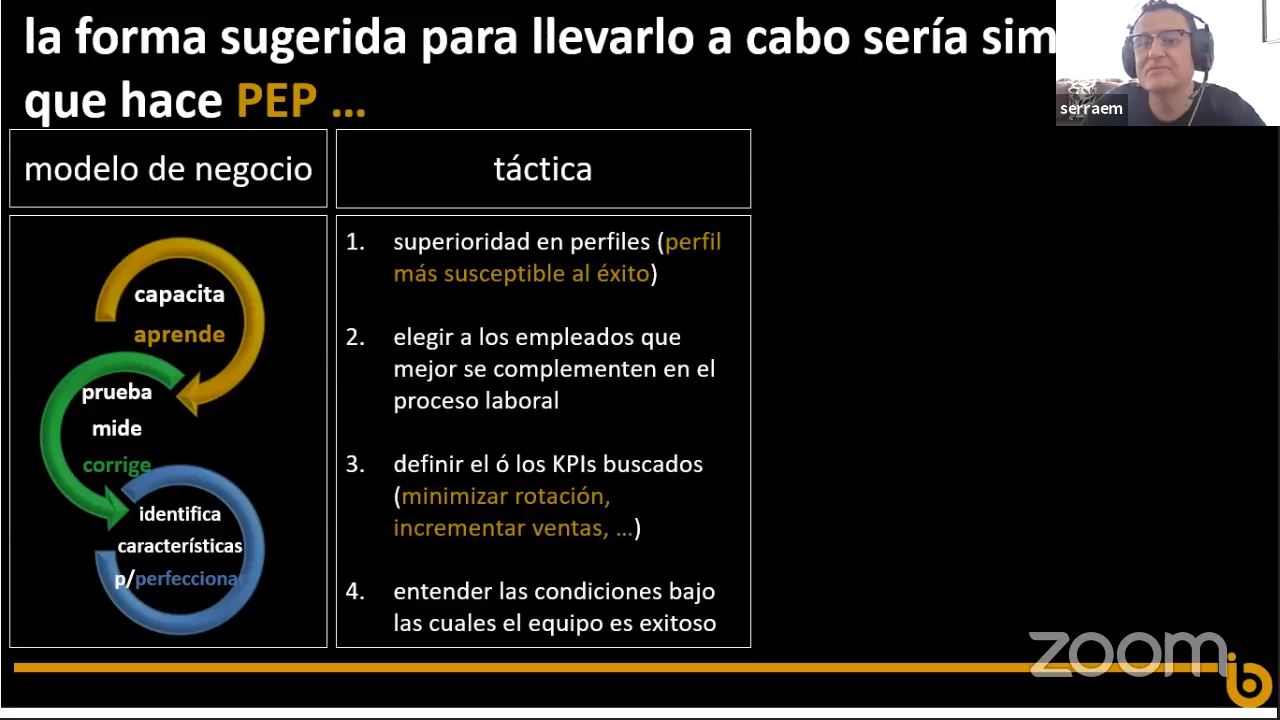 la forma sugerida para llevarlo a cabo sería sim
que hace PEP ...
serraem
modelo de negocio
táctica
capacita
aprende
prueba
mide
corrige
identifica
características
p/perfecciona
1. superioridad en perfiles (perfil
más susceptible al éxito)
2. elegir a los empleados que
mejor se complementen en el
proceso laboral
3. definir el ó los KPIs buscados
(minimizar rotación,
incrementar ventas, ...)
4. entender las condiciones bajo
las cuales el equipo es exitoso
zoom
ib